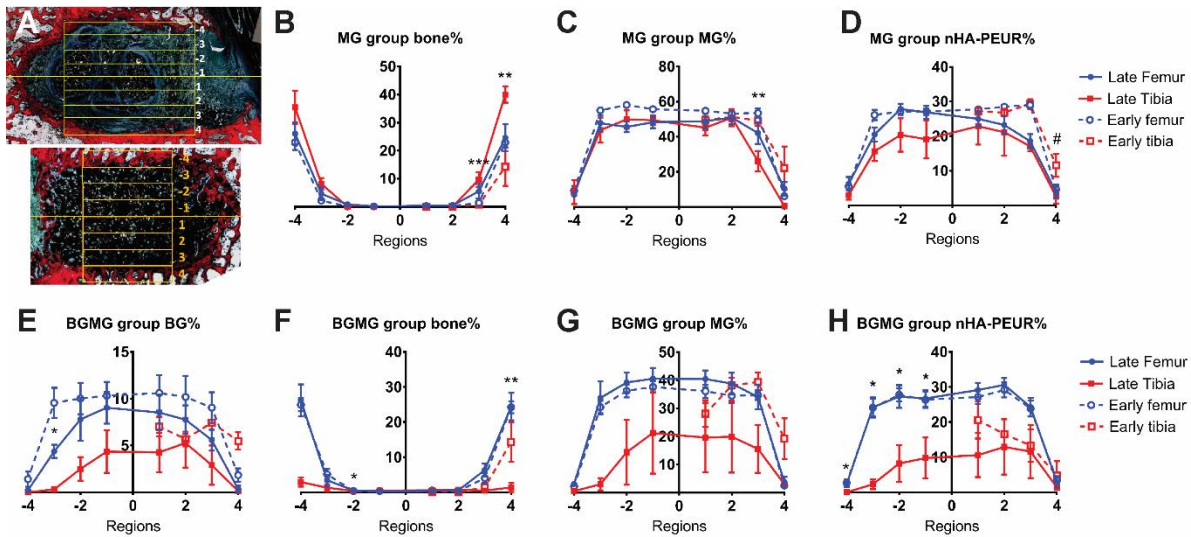 A
-4
-3
-2
-1
1
2
3
4
-4
-3
-2
-1
1
2
3
4
B
MG group bone%
50
40
30
20
10
***
**
-4 -2 0 2 4
Regions
C
MG group MG%
80
60
40
20
**
-4 -2 0 2 4
Regions
D
MG group nHA-PEUR%
40
30
20
10
#
-4 -2 0 2 4
Regions
Late Femur
Late Tibia
Early femur
Early tibia
E
BGMG group BG%
15
10
5
*
-4 -2 0 2 4
Regions
F
BGMG group bone%
40
30
20
10
*
**
-4 -2 0 2 4
Regions
G
BGMG group MG%
50
40
30
20
10
-4 -2 0 2 4
Regions
H
BGMG group nHA-PEUR%
40
30
20
10
* * * *
-4 -2 0 2 4
Regions
Late Femur
Late Tibia
Early femur
Early tibia